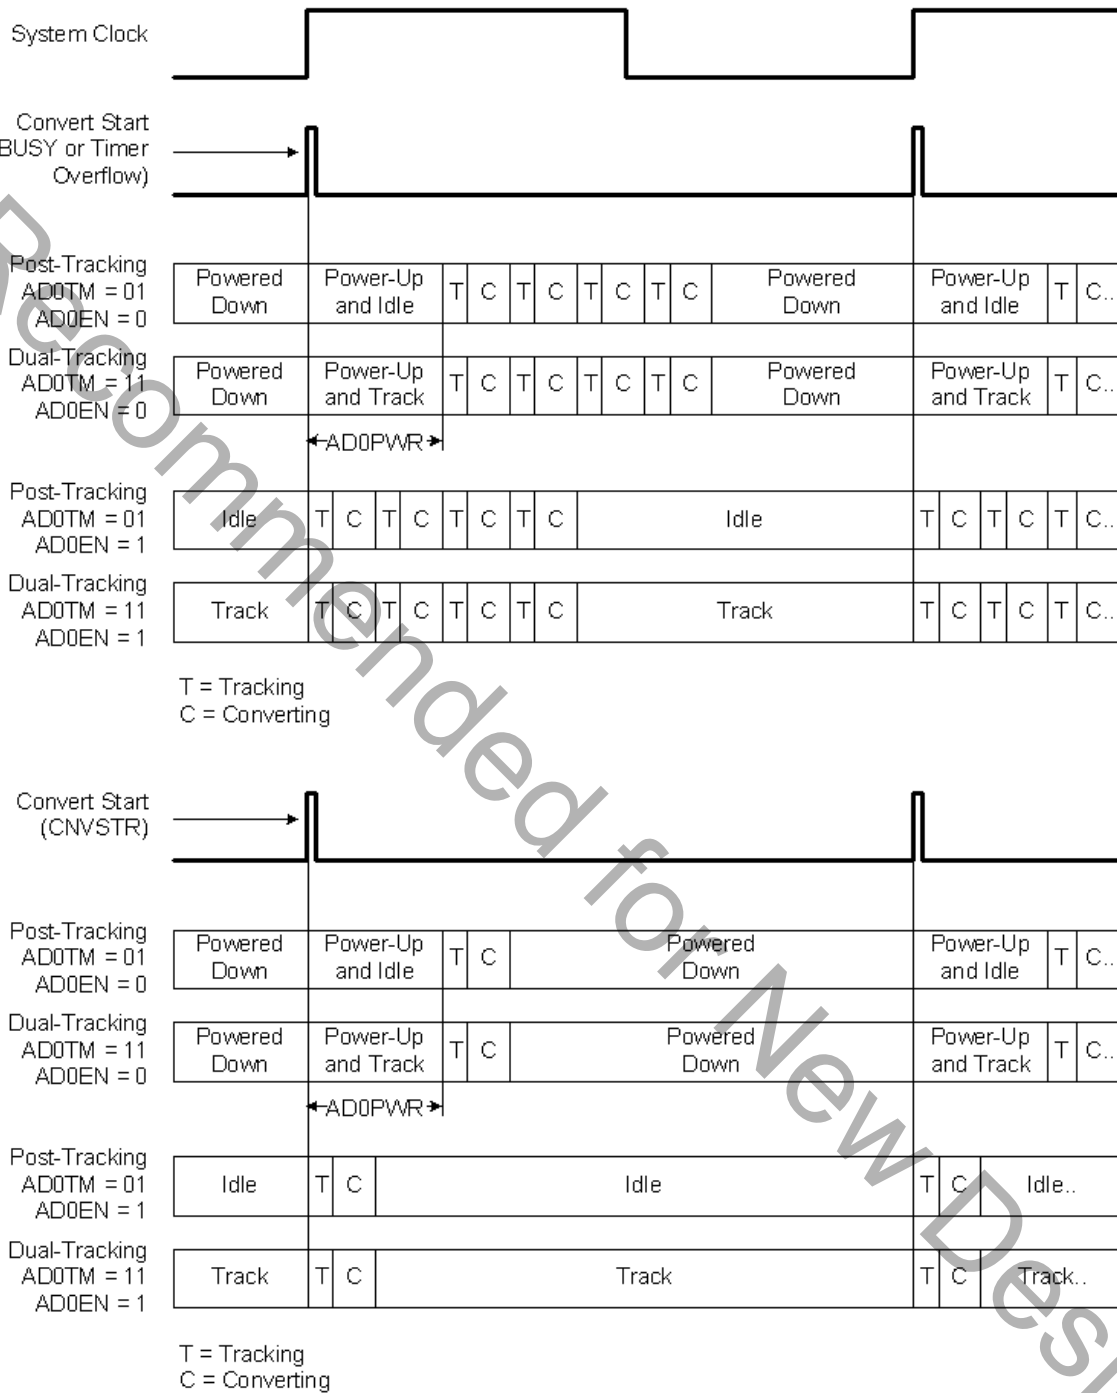 System Clock
Convert Start
BUSY or Timer
Overflow)
Post-Tracking
AD0TM = 01
AD0EN = 0
Powered
Down
Power-Up
and Idle
T C T C T C T C
Powered
Down
Power-Up
and Idle
T C..
Dual-Tracking
AD0TM = 11
AD0EN = 0
Powered
Down
Power-Up
and Track
T C T C T C T C
Powered
Down
Power-Up
and Track
T C..
AD0PWR
Post-Tracking
AD0TM = 01
AD0EN = 1
Idle
T C T C T C T C
Idle
T C T C T C..
Dual-Tracking
AD0TM = 11
AD0EN = 1
Track
T C T C T C T C
Track
T C T C T C..
T = Tracking
C = Converting
Convert Start
(CNVSTR)
Post-Tracking
AD0TM = 01
AD0EN = 0
Powered
Down
Power-Up
and Idle
T C
Powered
Down
Power-Up
and Idle
T C..
Dual-Tracking
AD0TM = 11
AD0EN = 0
Powered
Down
Power-Up
and Track
T C
Powered
Down
Power-Up
and Track
T C..
AD0PWR
Post-Tracking
AD0TM = 01
AD0EN = 1
Idle
T C
Idle
T C
Idle..
Dual-Tracking
AD0TM = 11
AD0EN = 1
Track
T C
Track
T C
Track..
T = Tracking
C = Converting
Recommended for New Des